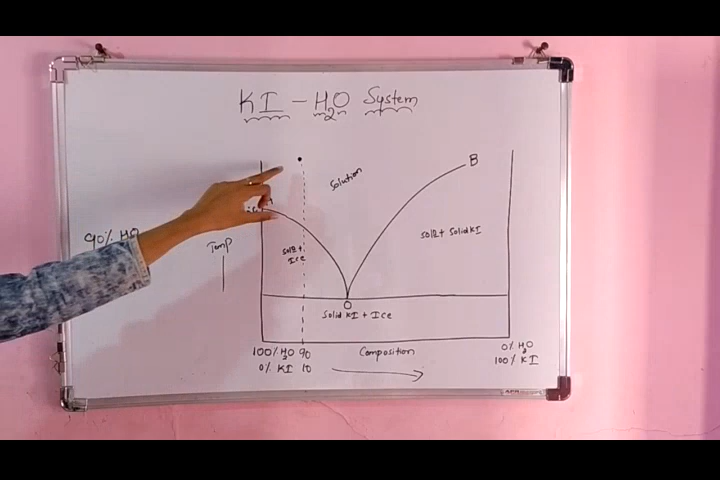 KI - H2O System
B
Solution
90% H2O
Temp
Soln + Ice
Soln + Solid KI
O
Solid KI + Ice
100% H2O 90
0% KI 10
Composition
0% H2O
100% KI